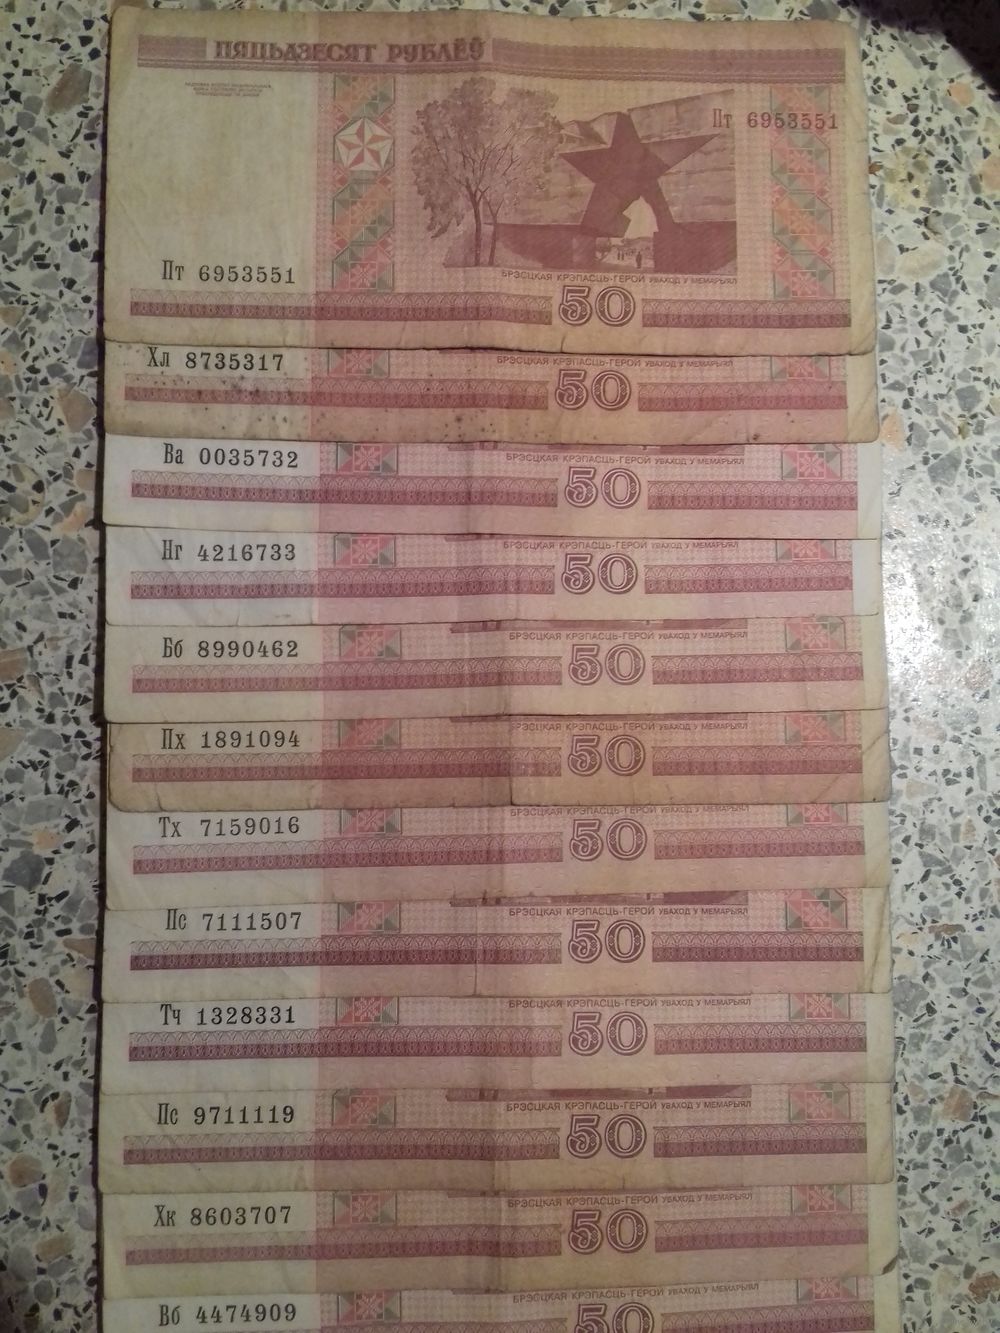 ПЯЦЬДЗЕСЯТ РУБЛЁЎ
Пт 6953551
Пт 6953551
БРЭСЦКАЯ КРЭПАСЦЬ-ГЕРОЙ УВАХОД У МЕМАРЫЯЛ
50
Хл 8735317
БРЭСЦКАЯ КРЭПАСЦЬ-ГЕРОЙ УВАХОД У МЕМАРЫЯЛ
50
Ва 0035732
БРЭСЦКАЯ КРЭПАСЦЬ-ГЕРОЙ УВАХОД У МЕМАРЫЯЛ
50
Нг 4216733
БРЭСЦКАЯ КРЭПАСЦЬ-ГЕРОЙ УВАХОД У МЕМАРЫЯЛ
50
Бб 8990462
БРЭСЦКАЯ КРЭПАСЦЬ-ГЕРОЙ УВАХОД У МЕМАРЫЯЛ
50
Пх 1891094
БРЭСЦКАЯ КРЭПАСЦЬ-ГЕРОЙ УВАХОД У МЕМАРЫЯЛ
50
Тх 7159016
БРЭСЦКАЯ КРЭПАСЦЬ-ГЕРОЙ УВАХОД У МЕМАРЫЯЛ
50
Пс 7111507
БРЭСЦКАЯ КРЭПАСЦЬ-ГЕРОЙ УВАХОД У МЕМАРЫЯЛ
50
Тч 1328331
БРЭСЦКАЯ КРЭПАСЦЬ-ГЕРОЙ УВАХОД У МЕМАРЫЯЛ
50
Пс 9711119
БРЭСЦКАЯ КРЭПАСЦЬ-ГЕРОЙ УВАХОД У МЕМАРЫЯЛ
50
Хк 8603707
БРЭСЦКАЯ КРЭПАСЦЬ-ГЕРОЙ УВАХОД У МЕМАРЫЯЛ
50
Вб 4474909
БРЭСЦКАЯ КРЭПАСЦЬ-ГЕРОЙ УВАХОД У МЕМАРЫЯЛ
50